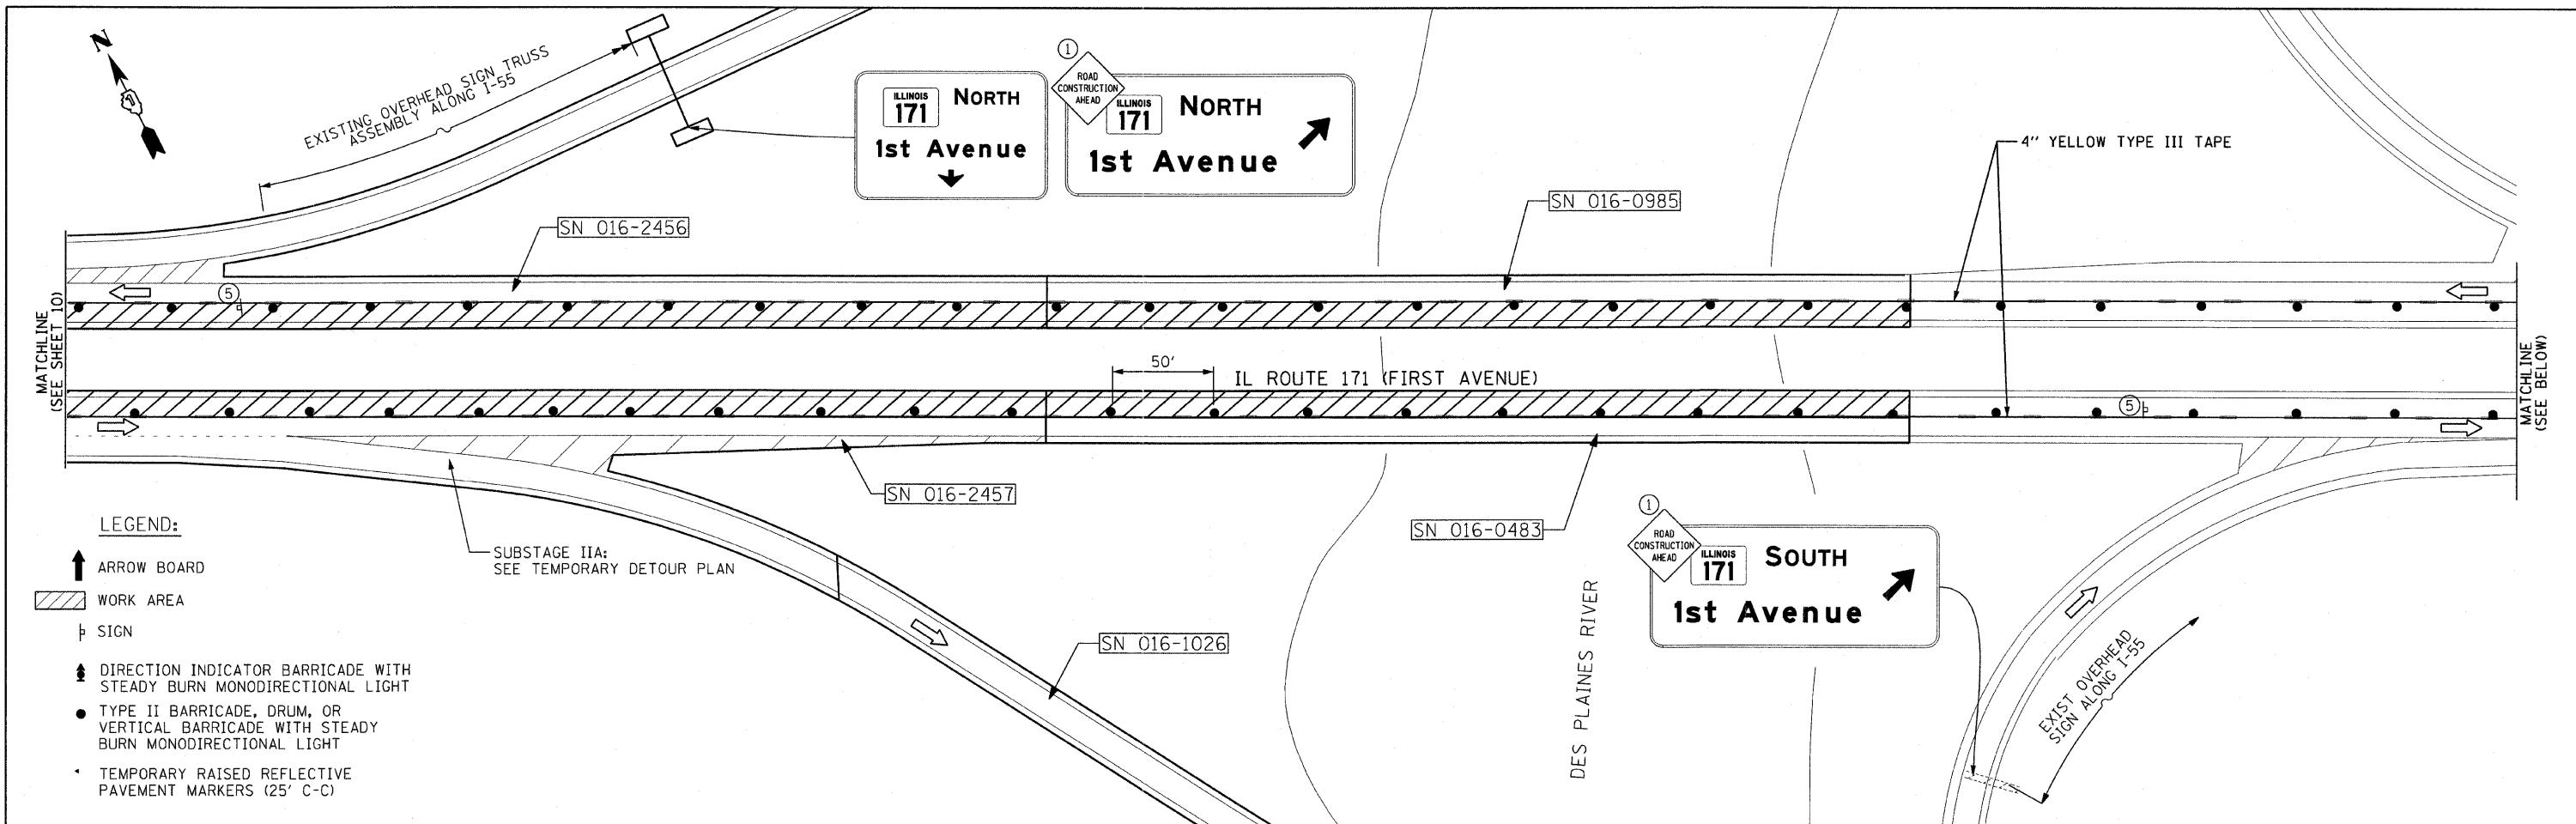 N
EXISTING OVERHEAD SIGN TRUSS
ASSEMBLY ALONG I-55
ILLINOIS
171
NORTH
1st Avenue
1
ROAD
CONSTRUCTION
AHEAD
ILLINOIS
171
NORTH
1st Avenue
4" YELLOW TYPE III TAPE
SN 016-2456
SN 016-0985
MATCHLINE
(SEE SHEET 10)
5
50'
IL ROUTE 171 (FIRST AVENUE)
5
MATCHLINE
(SEE BELOW)
SN 016-2457
SN 016-0483
SUBSTAGE IIA:
SEE TEMPORARY DETOUR PLAN
SN 016-1026
DES PLAINES RIVER
1
ROAD
CONSTRUCTION
AHEAD
ILLINOIS
171
SOUTH
1st Avenue
EXIST OVERHEAD
SIGN ALONG I-55
LEGEND:
ARROW BOARD
WORK AREA
SIGN
DIRECTION INDICATOR BARRICADE WITH
STEADY BURN MONODIRECTIONAL LIGHT
TYPE II BARRICADE, DRUM, OR
VERTICAL BARRICADE WITH STEADY
BURN MONODIRECTIONAL LIGHT
TEMPORARY RAISED REFLECTIVE
PAVEMENT MARKERS (25' C-C)